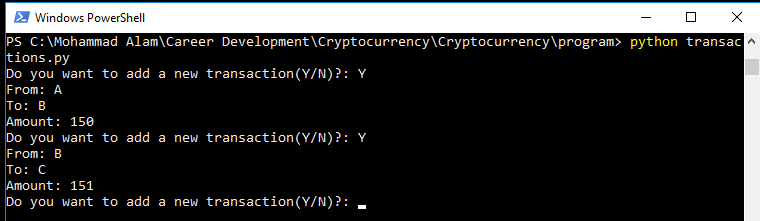 Windows PowerShell
PS C:\Mohammad Alam\Career Development\Cryptocurrency\Cryptocurrency\program> python transac
tions.py
Do you want to add a new transaction(Y/N)?: Y
From: A
To: B
Amount: 150
Do you want to add a new transaction(Y/N)?: Y
From: B
To: C
Amount: 151
Do you want to add a new transaction(Y/N)?: